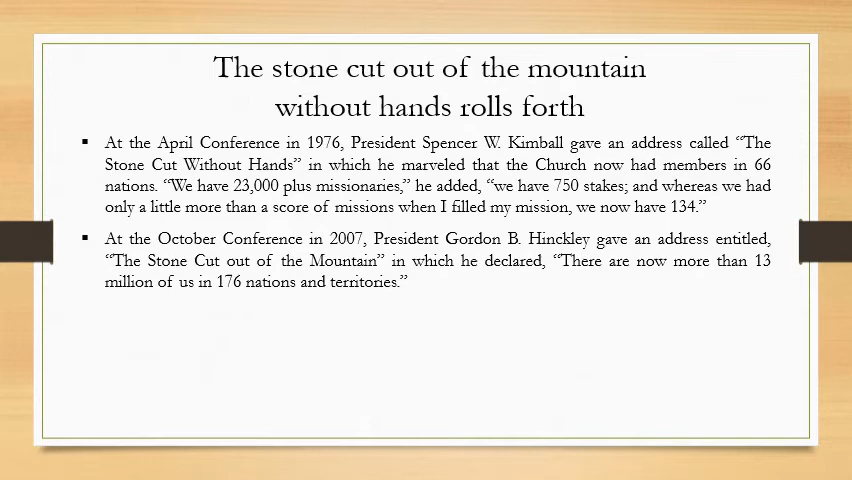 The stone cut out of the mountain
without hands rolls forth
▪ At the April Conference in 1976, President Spencer W. Kimball gave an address called “The
Stone Cut Without Hands” in which he marveled that the Church now had members in 66
nations. “We have 23,000 plus missionaries,” he added, “we have 750 stakes; and whereas we had
only a little more than a score of missions when I filled my mission, we now have 134.”
▪ At the October Conference in 2007, President Gordon B. Hinckley gave an address entitled,
“The Stone Cut out of the Mountain” in which he declared, “There are now more than 13
million of us in 176 nations and territories.”